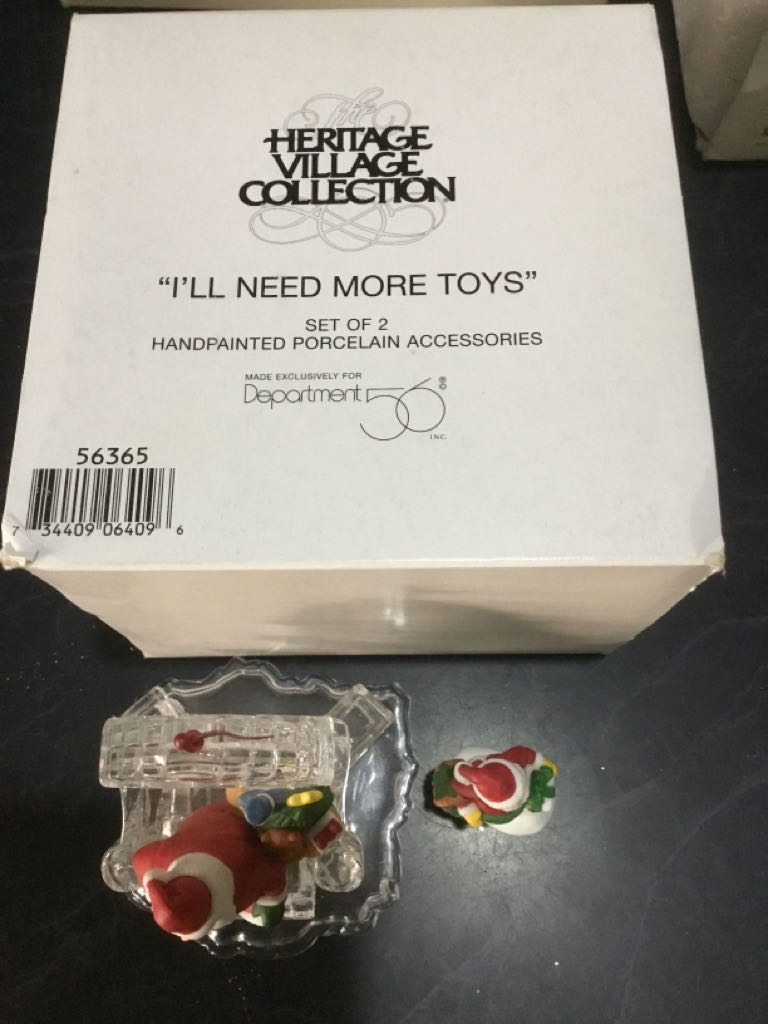 The
HERITAGE
VILLAGE
COLLECTION
“I’LL NEED MORE TOYS”
SET OF 2
HANDPAINTED PORCELAIN ACCESSORIES
MADE EXCLUSIVELY FOR
Department 56®©
INC.
56365
7 34409 06409 6